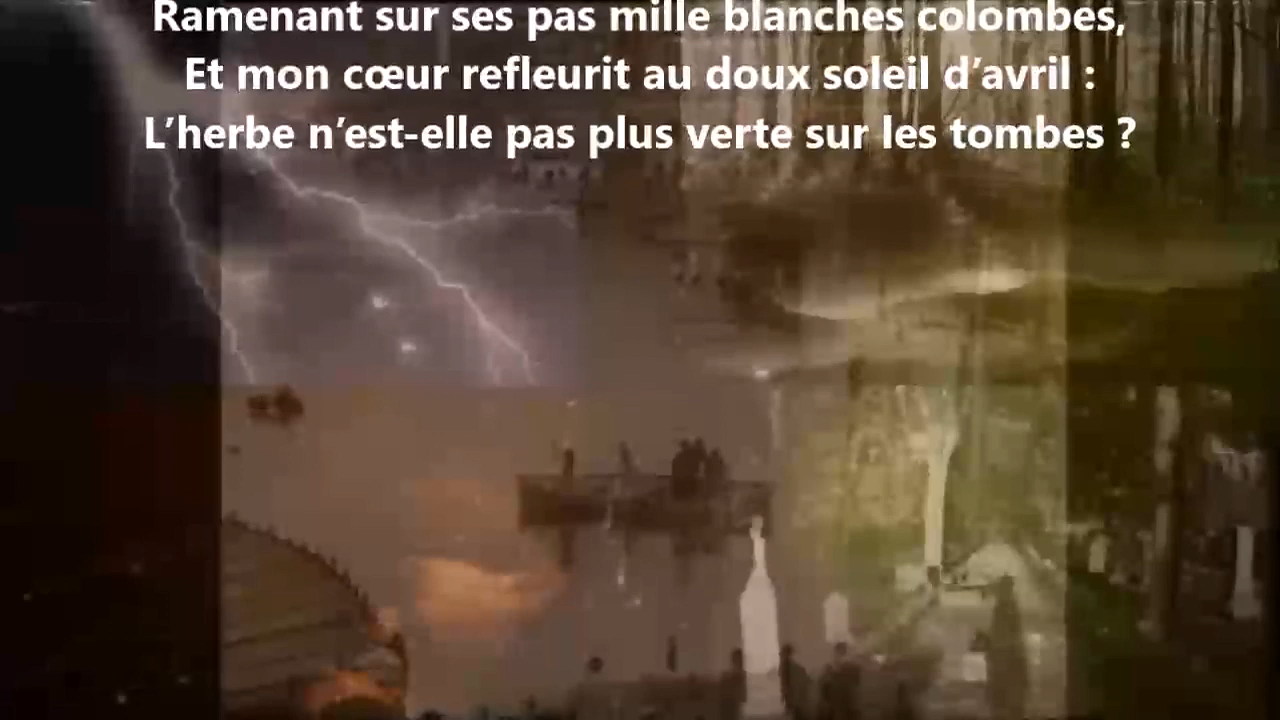 Ramenant sur ses pas mille blanches colombes,
Et mon cœur refleurit au doux soleil d’avril :
L’herbe n’est-elle pas plus verte sur les tombes ?